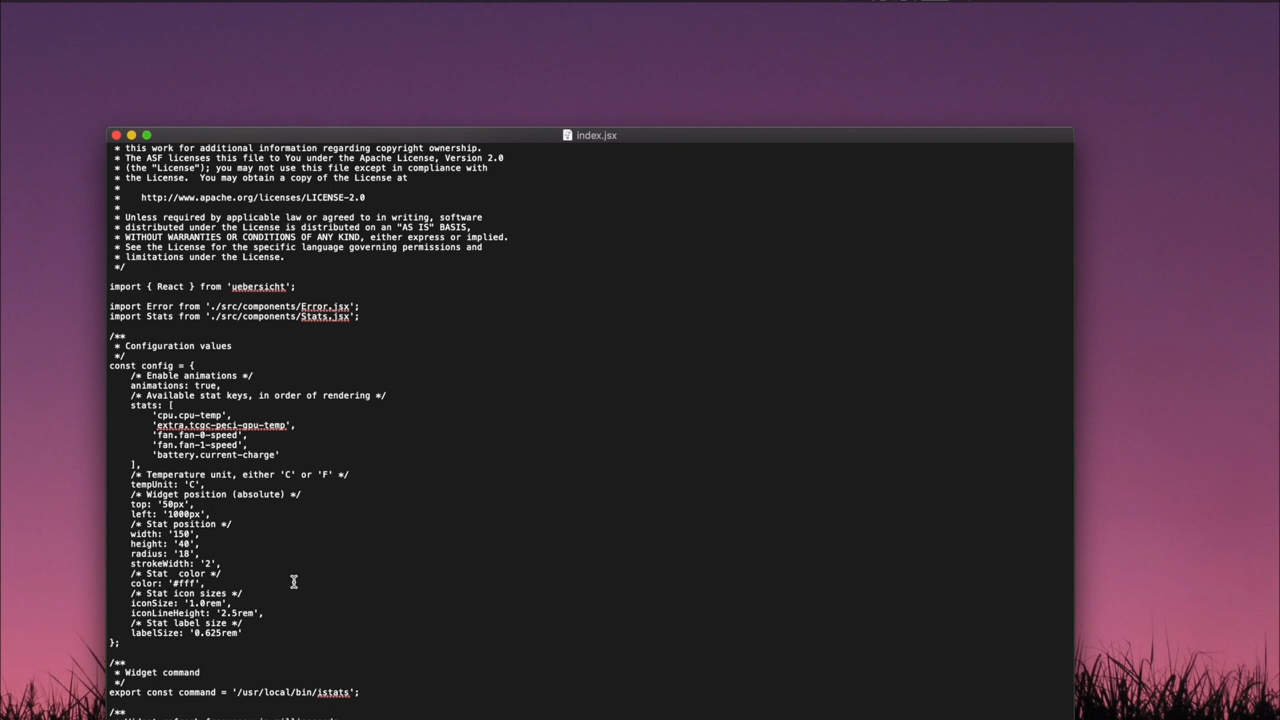 index.jsx
* this work for additional information regarding copyright ownership.
* The ASF licenses this file to You under the Apache License, Version 2.0
* (the "License"); you may not use this file except in compliance with
* the License.  You may obtain a copy of the License at
*
*    http://www.apache.org/licenses/LICENSE-2.0
*
* Unless required by applicable law or agreed to in writing, software
* distributed under the License is distributed on an "AS IS" BASIS,
* WITHOUT WARRANTIES OR CONDITIONS OF ANY KIND, either express or implied.
* See the License for the specific language governing permissions and
* limitations under the License.
*/
import { React } from 'uebersicht';
import Error from './src/components/Error.jsx';
import Stats from './src/components/Stats.jsx';
/**
* Configuration values
*/
const config = {
/* Enable animations */
animations: true,
/* Available stat keys, in order of rendering */
stats: [
'cpu.cpu-temp',
'extra.tcgc-peci-gpu-temp',
'fan.fan-0-speed',
'fan.fan-1-speed',
'battery.current-charge'
],
/* Temperature unit, either 'C' or 'F' */
tempUnit: 'C',
/* Widget position (absolute) */
top: '50px',
left: '1000px',
/* Stat position */
width: '150',
height: '40',
radius: '18',
strokeWidth: '2',
/* Stat  color */
color: '#fff',
/* Stat icon sizes */
iconSize: '1.0rem',
iconLineHeight: '2.5rem',
/* Stat label size */
labelSize: '0.625rem'
};
/**
* Widget command
*/
export const command = '/usr/local/bin/istats';
/**